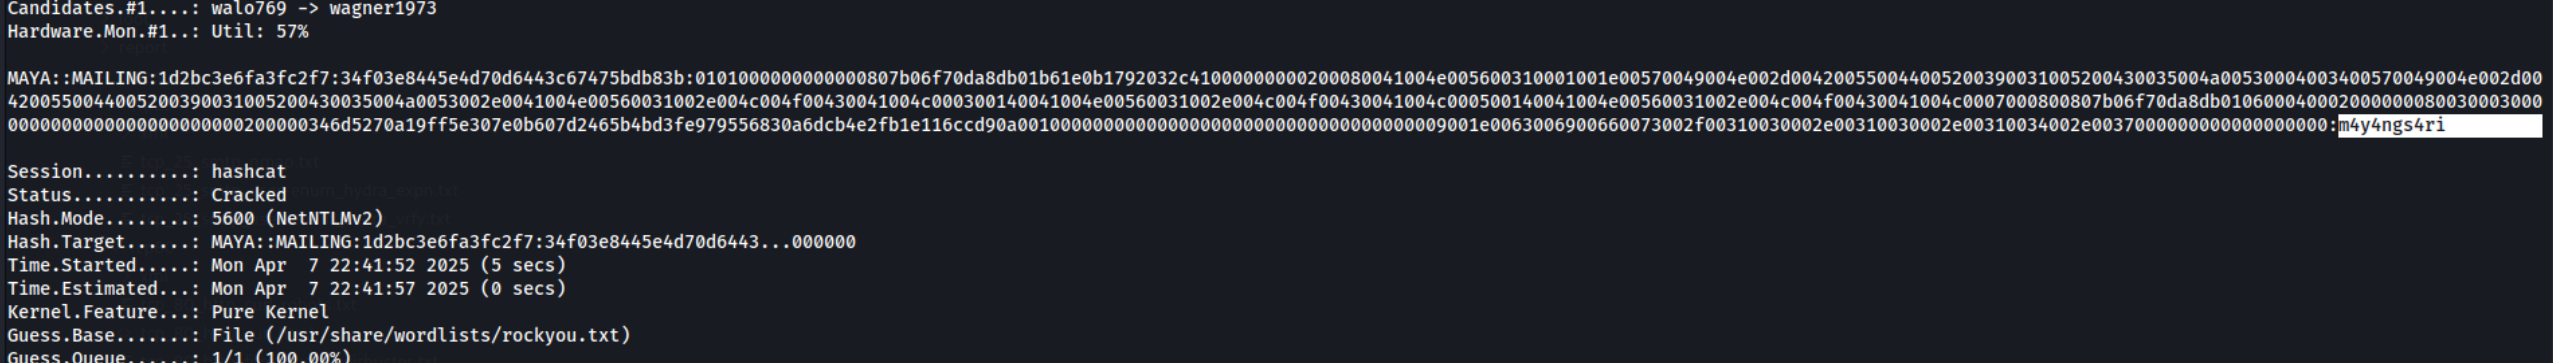 Candidates.#1....: walo769 -> wagner1973
Hardware.Mon.#1..: Util: 57%
MAYA::MAILING:1d2bc3e6fa3fc2f7:34f03e8445e4d70d6443c67475bdb83b:0101000000000000807b06f70da8db01b61e0b1792032c41000000000200080041004e005600310001001e00570049004e002d004200550044005200390031005200430035004a00530004003400570049004e002d00
4200550044005200390031005200430035004a0053002e0041004e00560031002e004c004f00430041004c000300140041004e00560031002e004c004f00430041004c000500140041004e00560031002e004c004f00430041004c0007000800807b06f70da8db010600040002000000080030003000
00000000000000000000200000346d5270a19ff5e307e0b607d2465b4bd3fe979556830a6dcb4e2fb1e116ccd90a0010000000000000000000000000000000000009001e0063006900660073002f00310030002e00310030002e00310034002e003700000000000000000000:m4y4ngs4ri
Session..........: hashcat
Status...........: Cracked
Hash.Mode........: 5600 (NetNTLMv2)
Hash.Target......: MAYA::MAILING:1d2bc3e6fa3fc2f7:34f03e8445e4d70d6443...000000
Time.Started.....: Mon Apr  7 22:41:52 2025 (5 secs)
Time.Estimated...: Mon Apr  7 22:41:57 2025 (0 secs)
Kernel.Feature...: Pure Kernel
Guess.Base.......: File (/usr/share/wordlists/rockyou.txt)
Guess.Queue......: 1/1 (100.00%)